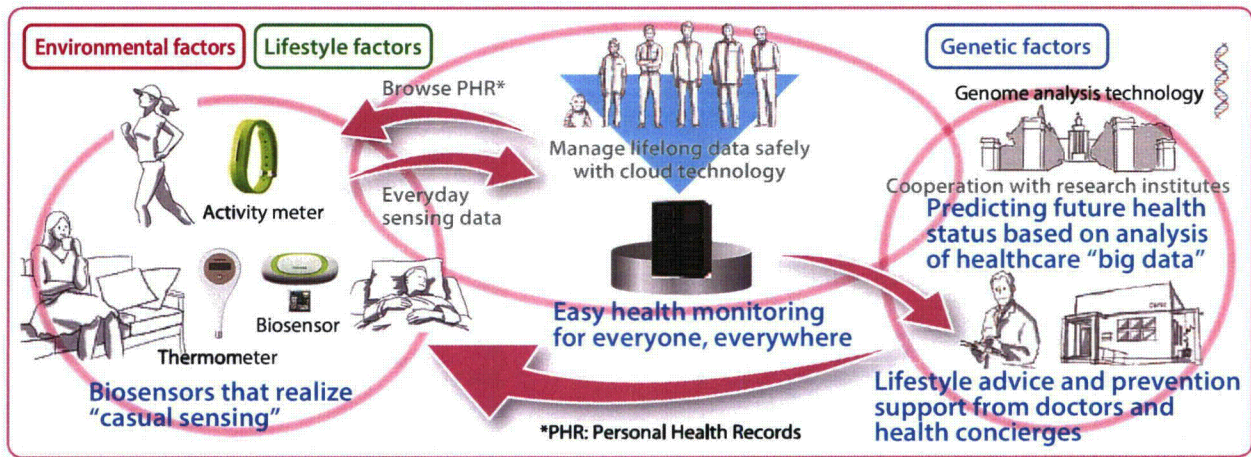 Environmental factors
Lifestyle factors
Genetic factors
Browse PHR*
Genome analysis technology
Manage lifelong data safely
with cloud technology
Everyday
sensing data
Activity meter
Cooperation with research institutes
Predicting future health
status based on analysis
of healthcare “big data”
Biosensor
Thermometer
Easy health monitoring
for everyone, everywhere
Biosensors that realize
“casual sensing”
Lifestyle advice and prevention
support from doctors and
health concierges
*PHR: Personal Health Records